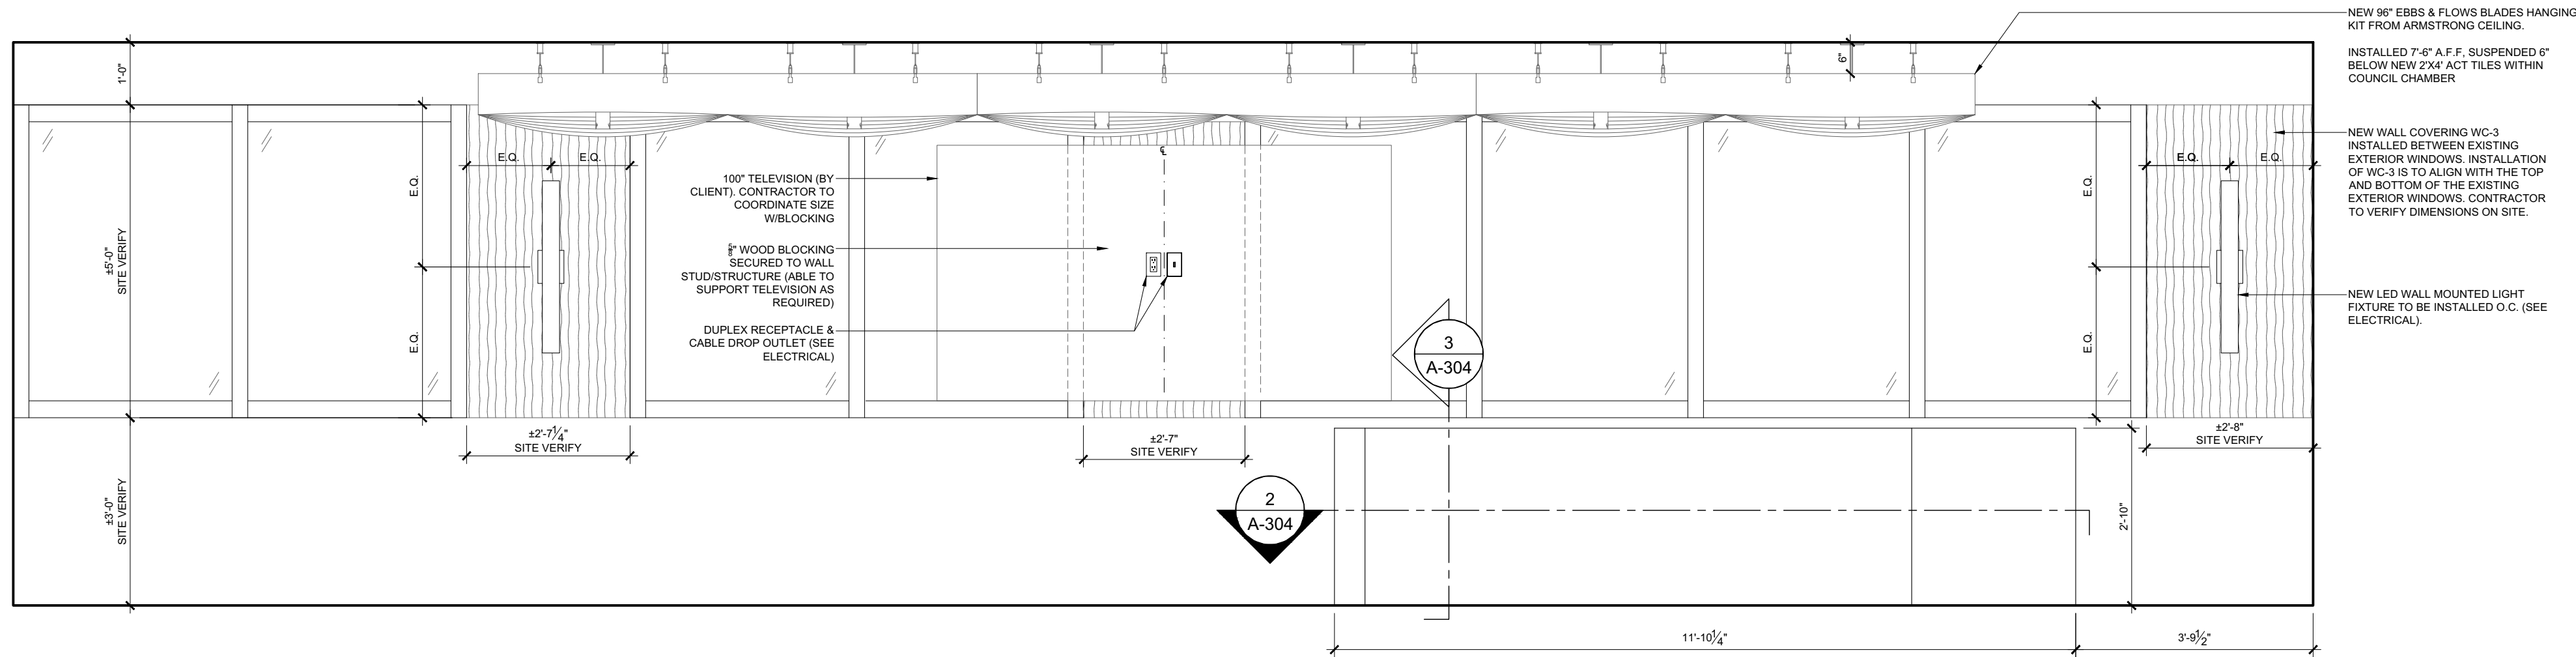 NEW 96" EBBS & FLOWS BLADES HANGING
KIT FROM ARMSTRONG CEILING.
INSTALLED 7'-6" A.F.F, SUSPENDED 6"
BELOW NEW 2'X4' ACT TILES WITHIN
COUNCIL CHAMBER
NEW WALL COVERING WC-3
INSTALLED BETWEEN EXISTING
EXTERIOR WINDOWS. INSTALLATION
OF WC-3 IS TO ALIGN WITH THE TOP
AND BOTTOM OF THE EXISTING
EXTERIOR WINDOWS. CONTRACTOR
TO VERIFY DIMENSIONS ON SITE.
NEW LED WALL MOUNTED LIGHT
FIXTURE TO BE INSTALLED O.C. (SEE
ELECTRICAL).
1'-0"
±5'-0"
SITE VERIFY
±3'-0"
SITE VERIFY
E.Q.
E.Q.
E.Q.
E.Q.
±2'-7 1/4"
SITE VERIFY
100" TELEVISION (BY
CLIENT). CONTRACTOR TO
COORDINATE SIZE
W/BLOCKING
5/8" WOOD BLOCKING
SECURED TO WALL
STUD/STRUCTURE (ABLE TO
SUPPORT TELEVISION AS
REQUIRED)
DUPLEX RECEPTACLE &
CABLE DROP OUTLET (SEE
ELECTRICAL)
℄
±2'-7"
SITE VERIFY
3
A-304
2
A-304
6"
E.Q.
E.Q.
E.Q.
E.Q.
±2'-8"
SITE VERIFY
2'-10"
11'-10 1/4"
3'-9 1/2"